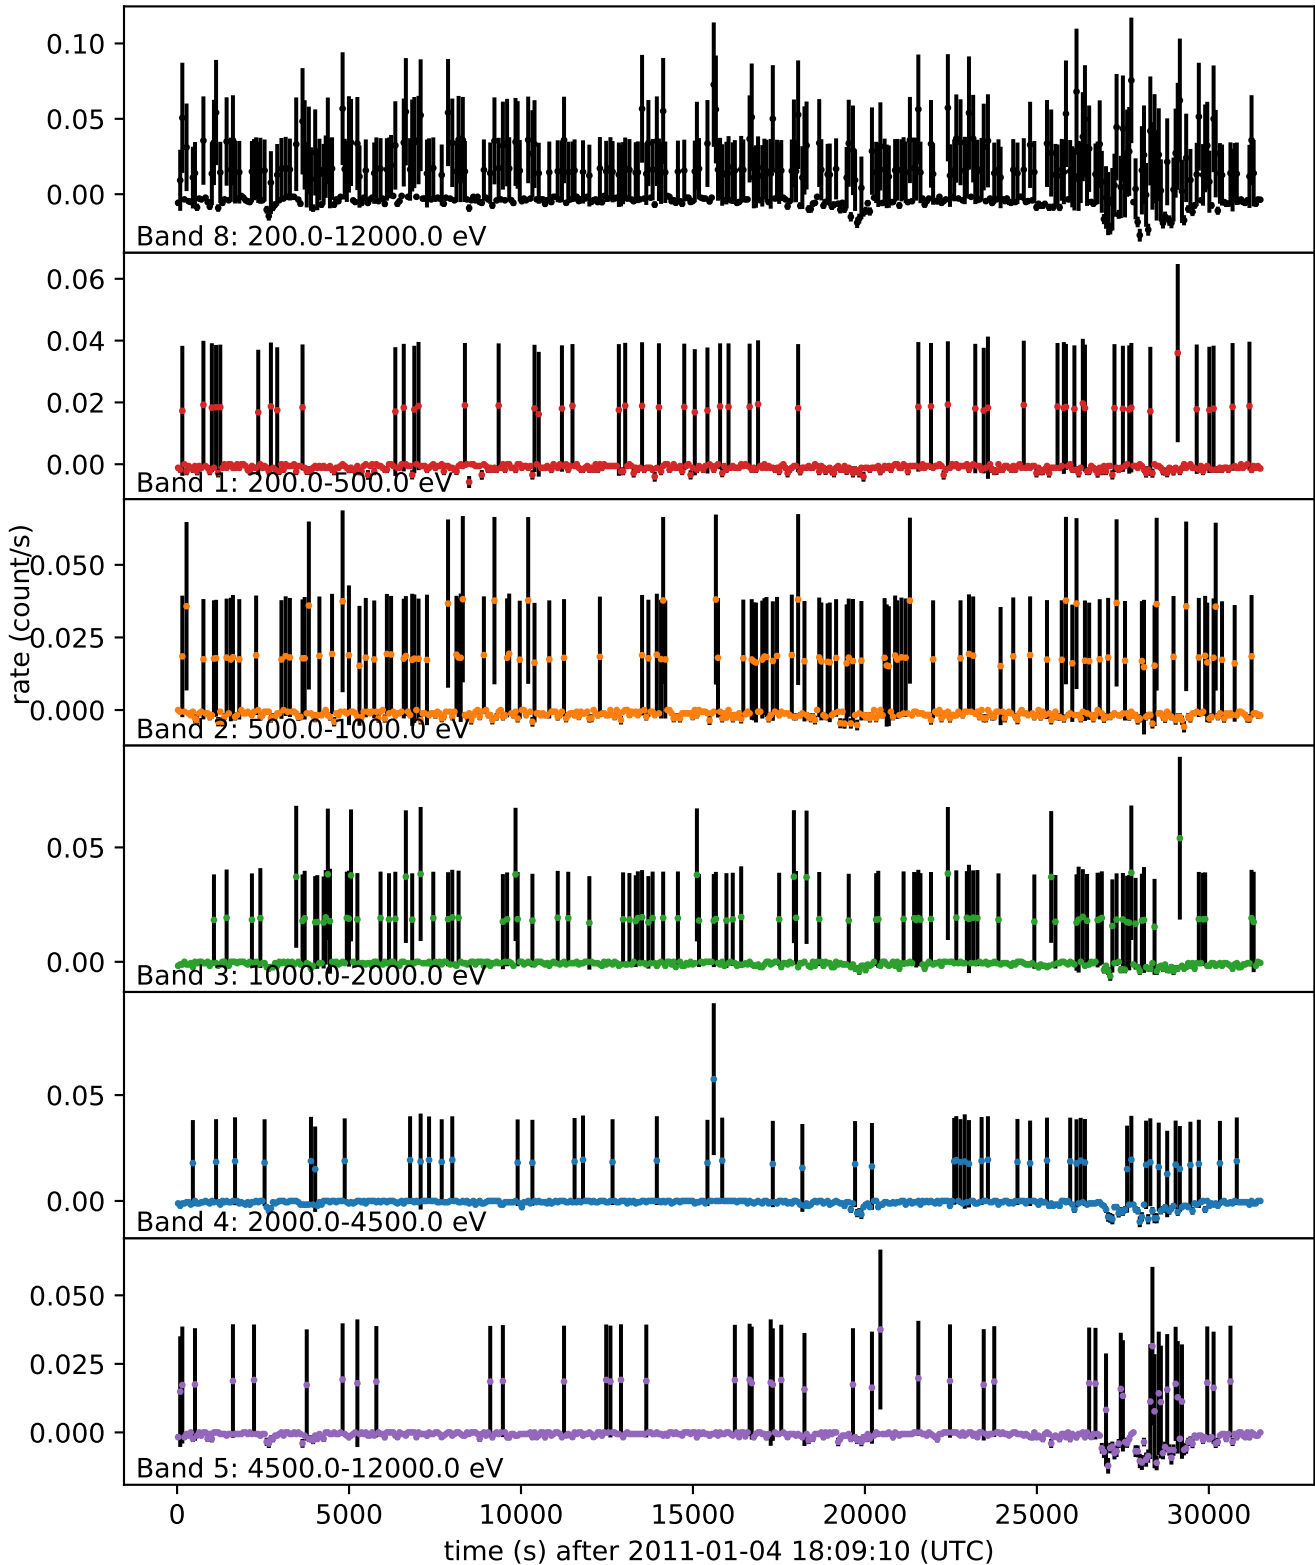 0.10
0.05
0.00
Band 8: 200.0-12000.0 eV
0.06
0.04
0.02
0.00
Band 1: 200.0-500.0 eV
rate (count/s)
0.050
0.025
0.000
Band 2: 500.0-1000.0 eV
0.05
0.00
Band 3: 1000.0-2000.0 eV
0.05
0.00
Band 4: 2000.0-4500.0 eV
0.050
0.025
0.000
Band 5: 4500.0-12000.0 eV
0 5000 10000 15000 20000 25000 30000
time (s) after 2011-01-04 18:09:10 (UTC)